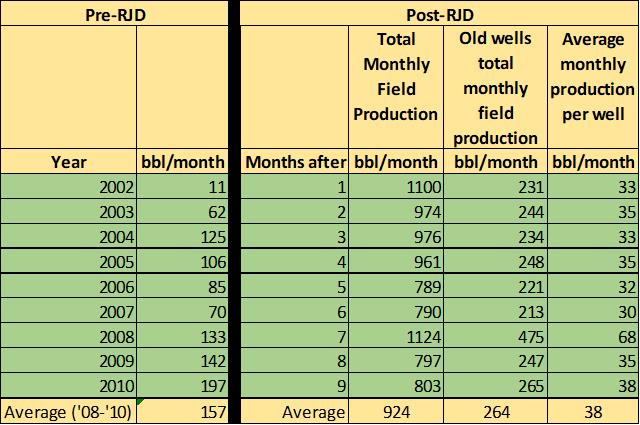 Pre-RJD Post-RJD
Total Monthly Field Production Old wells total monthly field production Average monthly production per well
Year bbl/month Months after bbl/month bbl/month bbl/month
2002 11 1 1100 231 33
2003 62 2 974 244 35
2004 125 3 976 234 33
2005 106 4 961 248 35
2006 85 5 789 221 32
2007 70 6 790 213 30
2008 133 7 1124 475 68
2009 142 8 797 247 35
2010 197 9 803 265 38
Average ('08-'10) 157 Average 924 264 38